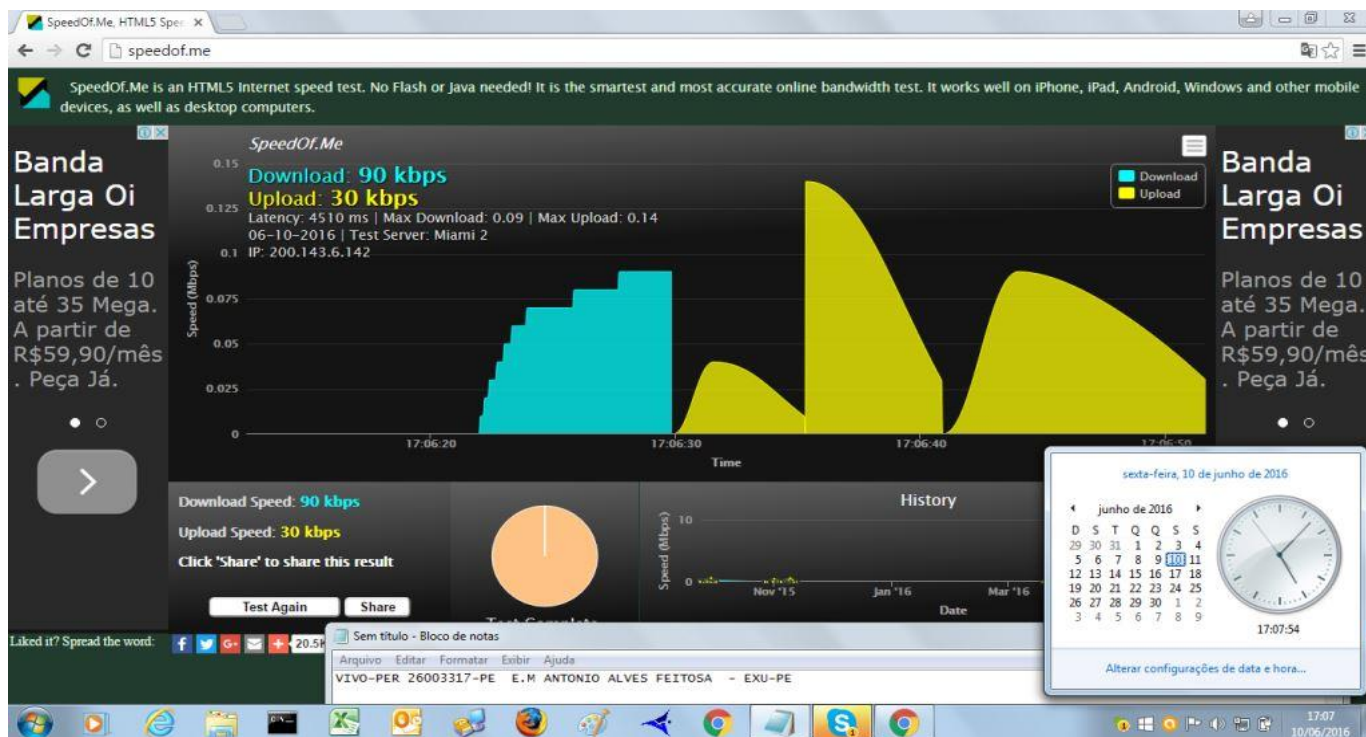 SpeedOf.Me, HTML5 Spee
speedof.me
SpeedOf.Me is an HTML5 Internet speed test. No Flash or Java needed! It is the smartest and most accurate online bandwidth test. It works well on iPhone, iPad, Android, Windows and other mobile
devices, as well as desktop computers.
Banda
Larga Oi
Empresas
Planos de 10
até 35 Mega.
A partir de
R$59,90/mês
. Peça Já.
SpeedOf.Me
Download: 90 kbps
Upload: 30 kbps
Latency: 4510 ms | Max Download: 0.09 | Max Upload: 0.14
06-10-2016 | Test Server: Miami 2
IP: 200.143.6.142
Download
Upload
0.15
0.125
0.1
0.075
0.05
0.025
0
Speed (Mbps)
17:06:20 17:06:30 17:06:40 17:06:50
Time
Banda
Larga Oi
Empresas
Planos de 10
até 35 Mega.
A partir de
R$59,90/mês
. Peça Já.
Download Speed: 90 kbps
Upload Speed: 30 kbps
Click 'Share' to share this result
Test Again Share
Test Complete
History
Speed (Mbps)
10
0
Nov '15 Jan '16 Mar '16
Date
Liked it? Spread the word:
20.5K
Sem título - Bloco de notas
Arquivo Editar Formatar Exibir Ajuda
VIVO-PER 26003317-PE E.M ANTONIO ALVES FEITOSA - EXU-PE
sexta-feira, 10 de junho de 2016
junho de 2016
D S T Q Q S S
29 30 31 1 2 3 4
5 6 7 8 9 10 11
12 13 14 15 16 17 18
19 20 21 22 23 24 25
26 27 28 29 30 1 2
3 4 5 6 7 8 9
17:07:54
Alterar configurações de data e hora...
17:07
10/06/2016